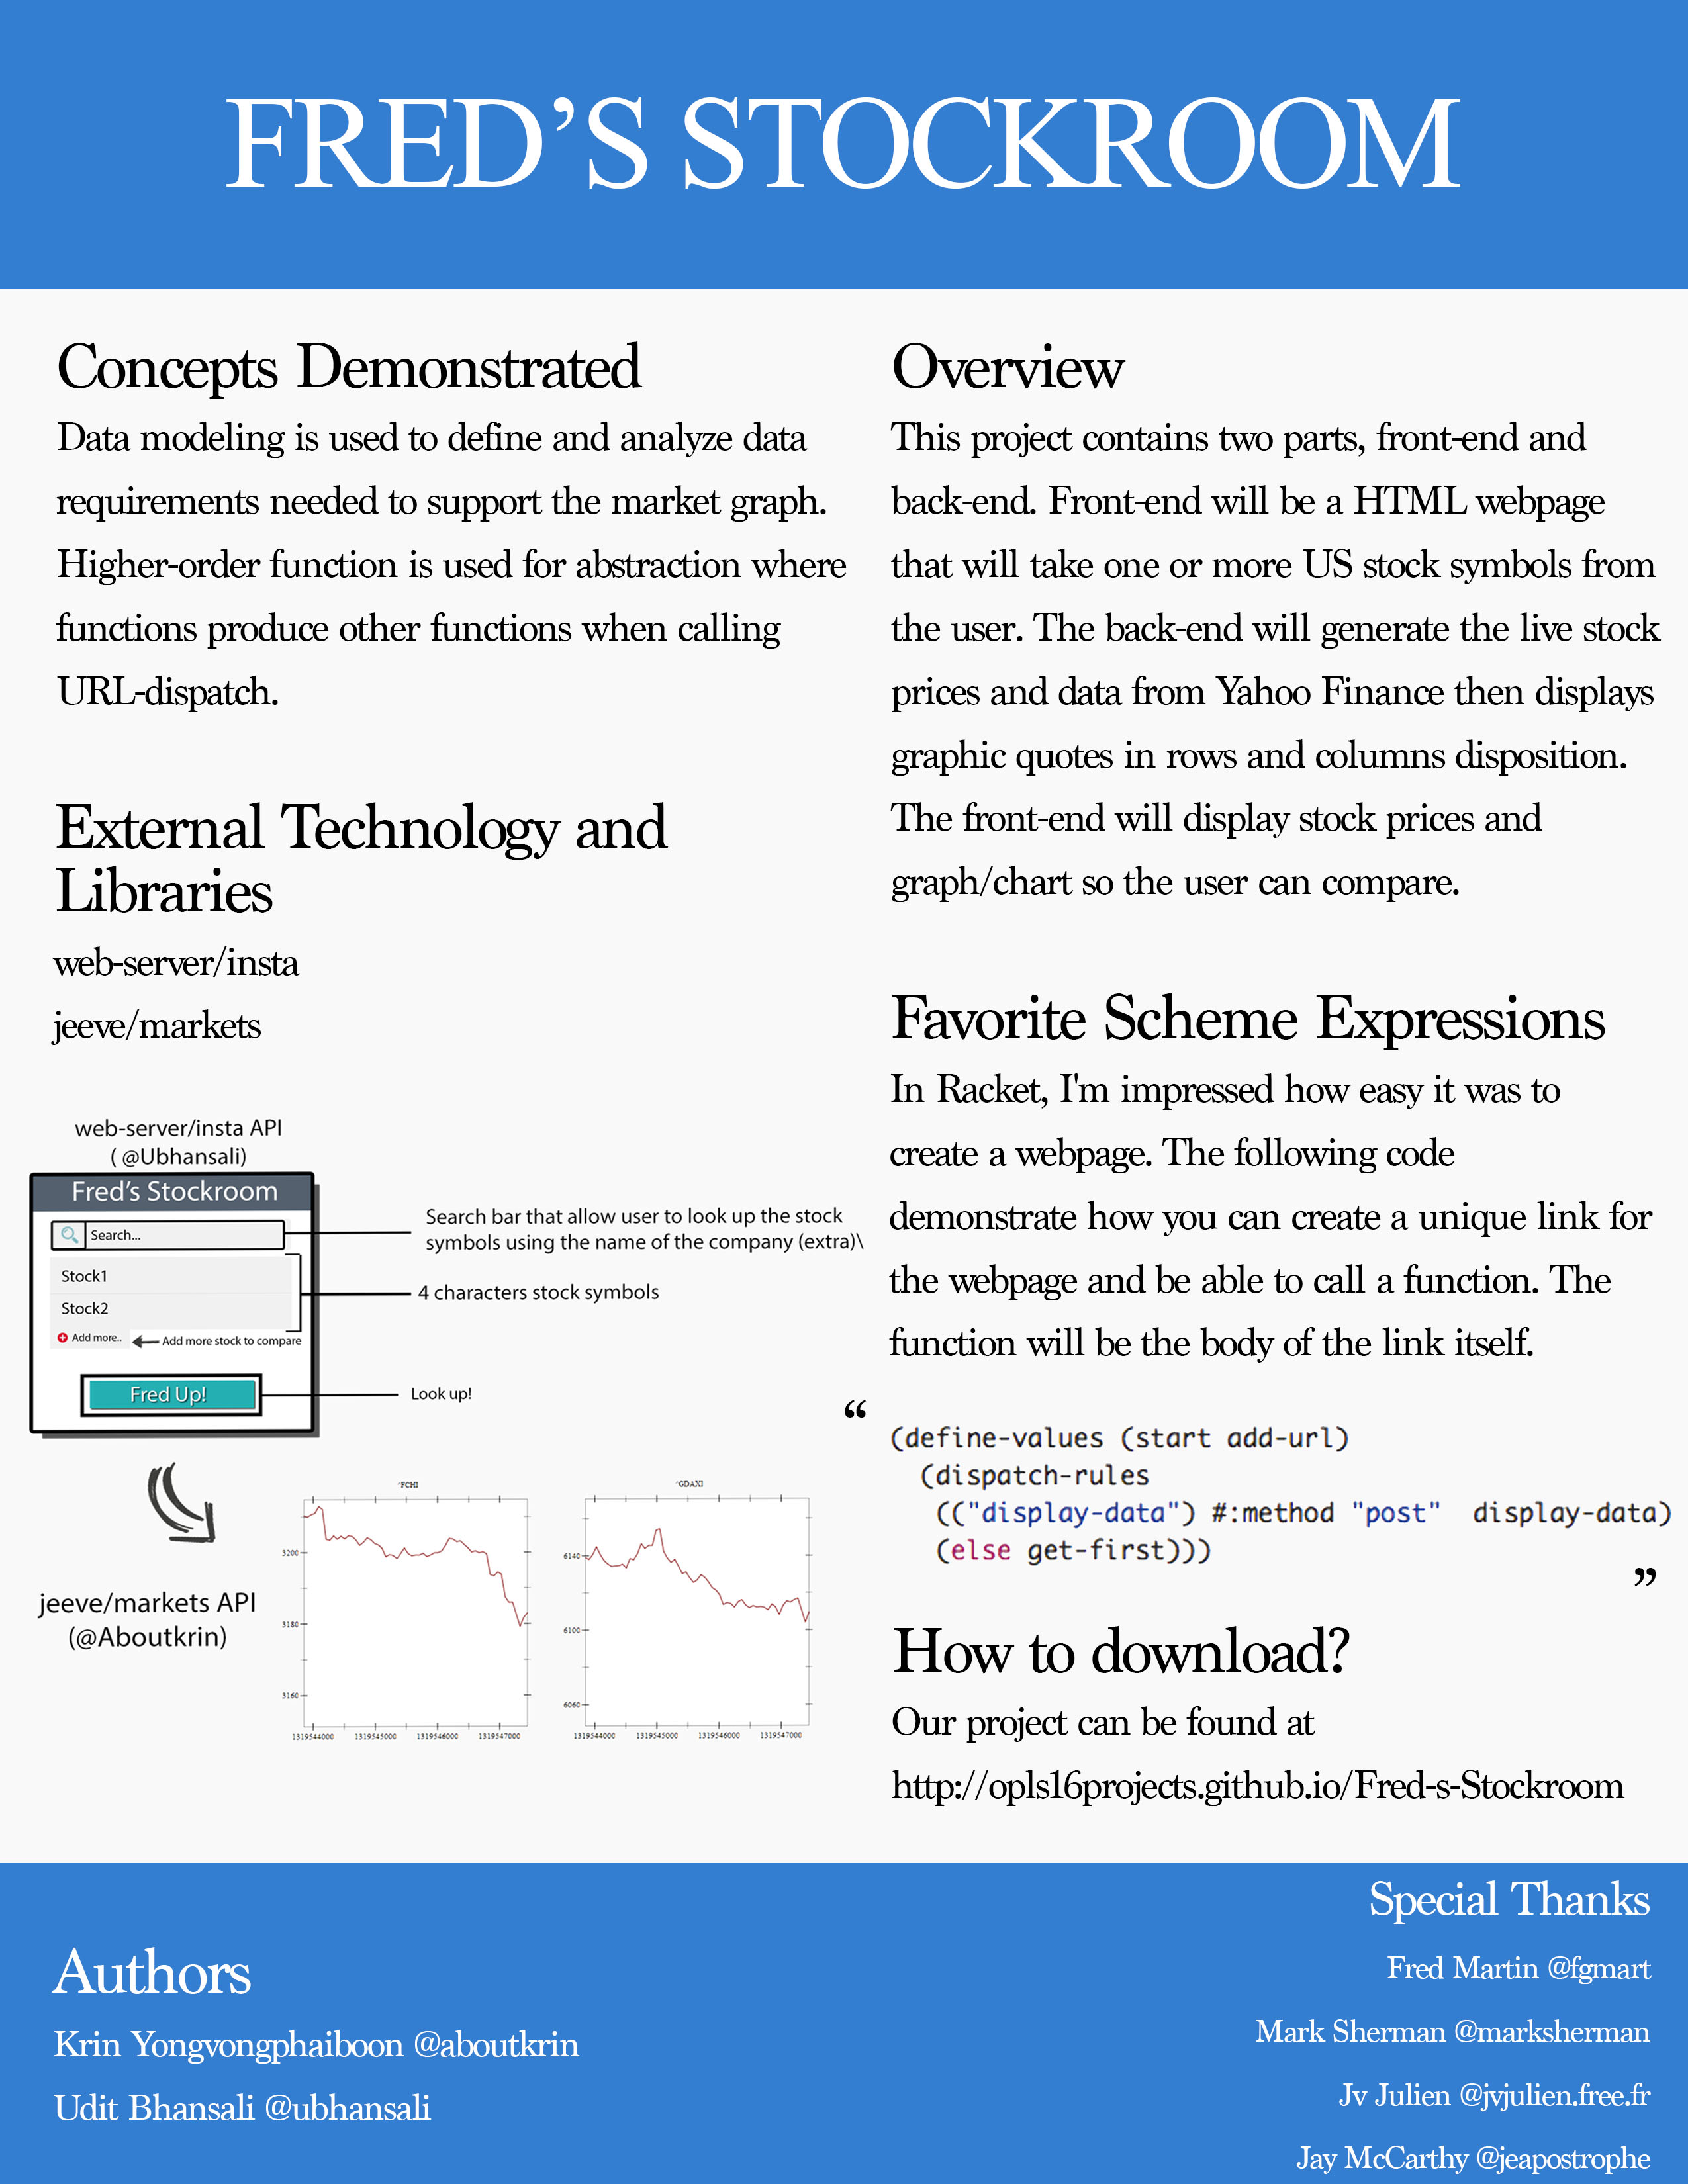 FRED’S STOCKROOM
Concepts Demonstrated
Data modeling is used to define and analyze data
requirements needed to support the market graph.
Higher-order function is used for abstraction where
functions produce other functions when calling
URL-dispatch.
External Technology and
Libraries
web-server/insta
jeeve/markets
web-server/insta API
( @Ubhansali)
Fred’s Stockroom
Search...
Stock1
Stock2
Add more..
Add more stock to compare
Fred Up!
Search bar that allow user to look up the stock
symbols using the name of the company (extra)\
4 characters stock symbols
Look up!
jeeve/markets API
(@Aboutkrin)
^FCHI
3200
3180
3160
1319544000 1319545000 1319546000 1319547000
^GDAXI
6140
6100
6060
1319544000 1319545000 1319546000 1319547000
Overview
This project contains two parts, front-end and
back-end. Front-end will be a HTML webpage
that will take one or more US stock symbols from
the user. The back-end will generate the live stock
prices and data from Yahoo Finance then displays
graphic quotes in rows and columns disposition.
The front-end will display stock prices and
graph/chart so the user can compare.
Favorite Scheme Expressions
In Racket, I'm impressed how easy it was to
create a webpage. The following code
demonstrate how you can create a unique link for
the webpage and be able to call a function. The
function will be the body of the link itself.
“
(define-values (start add-url)
(dispatch-rules
(("display-data") #:method "post" display-data)
(else get-first)))
”
How to download?
Our project can be found at
http://opls16projects.github.io/Fred-s-Stockroom
Authors
Krin Yongvongphaiboon @aboutkrin
Udit Bhansali @ubhansali
Special Thanks
Fred Martin @fgmart
Mark Sherman @marksherman
Jv Julien @jvjulien.free.fr
Jay McCarthy @jeapostrophe